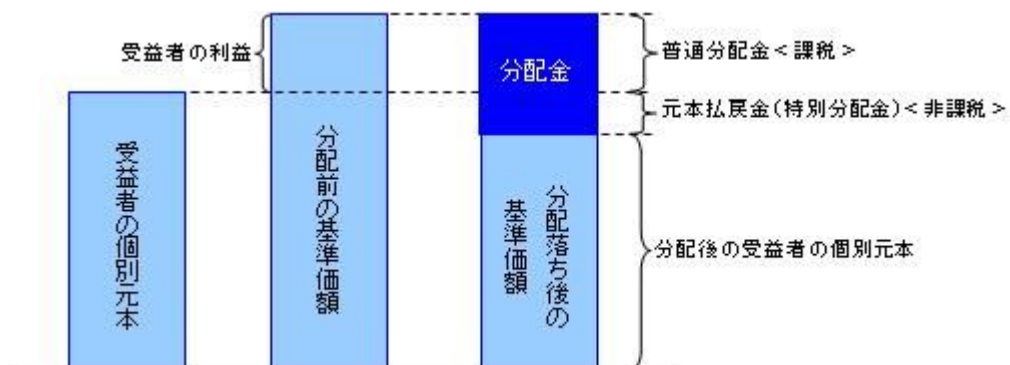 受益者の利益
分配金
普通分配金＜課税＞
元本払戻金(特別分配金)＜非課税＞
受益者の個別元本
分配前の基準価額
分配落ち後の
基準価額
分配後の受益者の個別元本